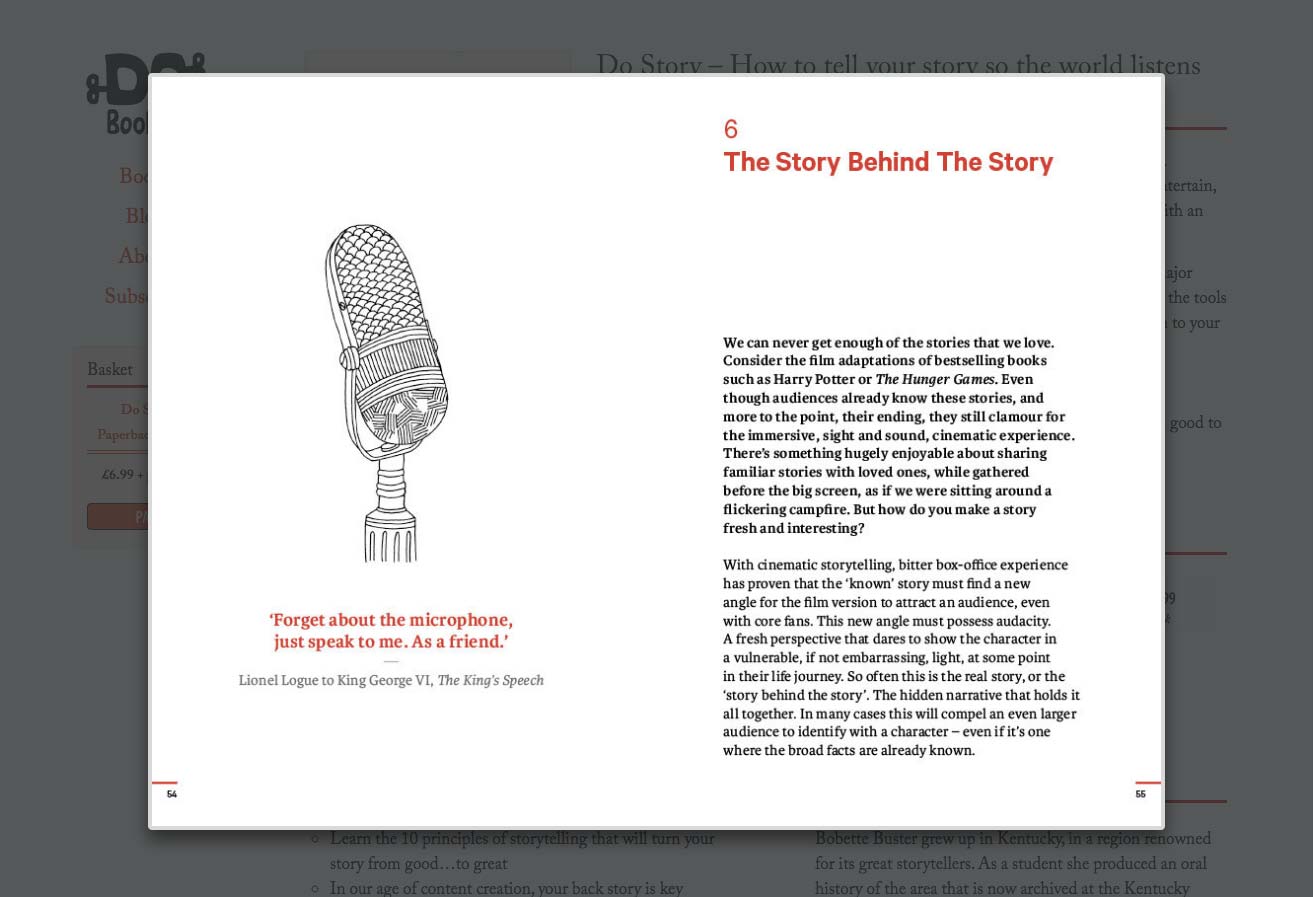 Do Story – How to tell your story so the world listens
DO
Boo
Bo
Bl
Ab
Subs
Basket
Do S
Paperba
£6.99 +
PA
6
The Story Behind The Story
We can never get enough of the stories that we love.
Consider the film adaptations of bestselling books
such as Harry Potter or The Hunger Games. Even
though audiences already know these stories, and
more to the point, their ending, they still clamour for
the immersive, sight and sound, cinematic experience.
There's something hugely enjoyable about sharing
familiar stories with loved ones, while gathered
before the big screen, as if we were sitting around a
flickering campfire. But how do you make a story
fresh and interesting?
With cinematic storytelling, bitter box-office experience
has proven that the ‘known’ story must find a new
angle for the film version to attract an audience, even
with core fans. This new angle must possess audacity.
A fresh perspective that dares to show the character in
a vulnerable, if not embarrassing, light, at some point
in their life journey. So often this is the real story, or the
‘story behind the story’. The hidden narrative that holds it
all together. In many cases this will compel an even larger
audience to identify with a character – even if it's one
where the broad facts are already known.
‘Forget about the microphone,
just speak to me. As a friend.’
Lionel Logue to King George VI, The King's Speech
54
55
ntertain,
ith an
ajor
the tools
n to your
good to
99
Learn the 10 principles of storytelling that will turn your
story from good…to great
In our age of content creation, your back story is key
Bobette Buster grew up in Kentucky, in a region renowned
for its great storytellers. As a student she produced an oral
history of the area that is now archived at the Kentucky